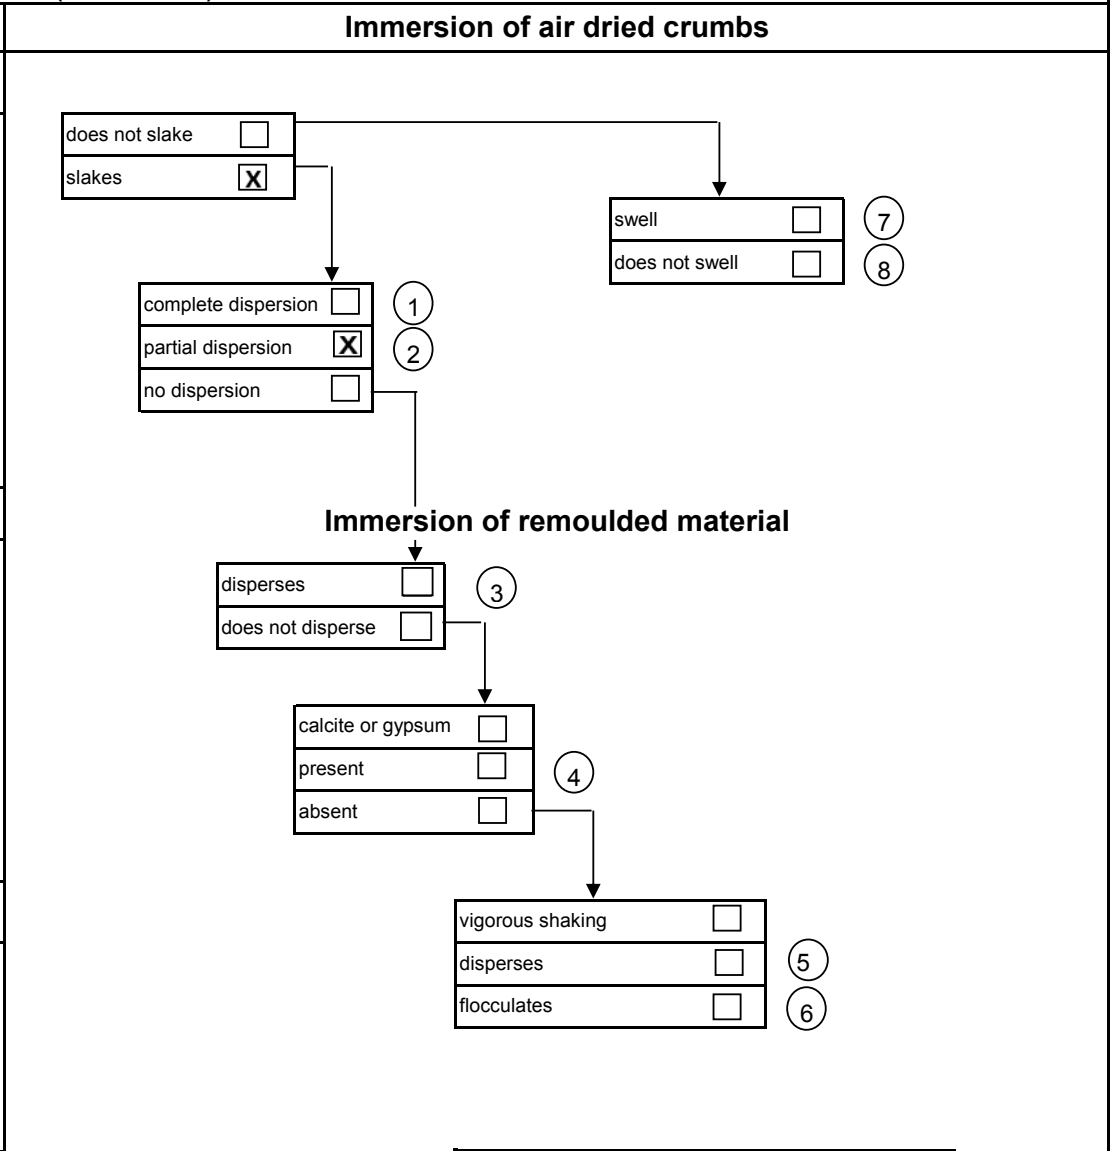 Immersion of air dried crumbs
does not slake
slakes X
swell 7
does not swell 8
complete dispersion 1
partial dispersion X 2
no dispersion
Immersion of remoulded material
disperses 3
does not disperse
calcite or gypsum
present 4
absent
vigorous shaking
disperses 5
flocculates 6